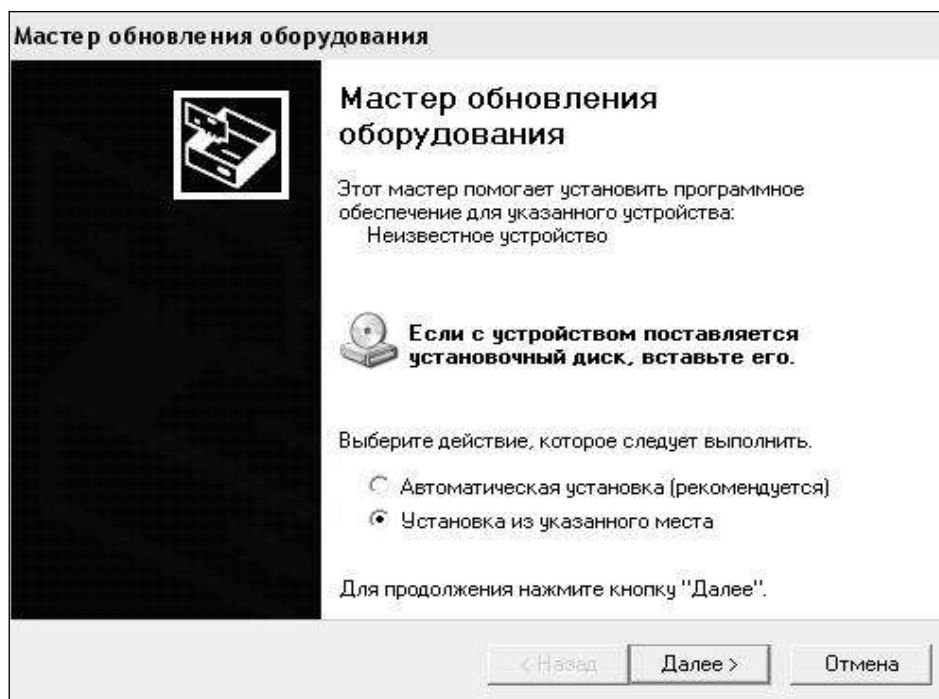 Мастер обновления оборудования
Мастер обновления
оборудования
Этот мастер помогает установить программное
обеспечение для указанного устройства:
Неизвестное устройство
Если с устройством поставляется
установочный диск, вставьте его.
Выберите действие, которое следует выполнить.
Автоматическая установка (рекомендуется)
Установка из указанного места
Для продолжения нажмите кнопку "Далее".
< Назад Далее > Отмена